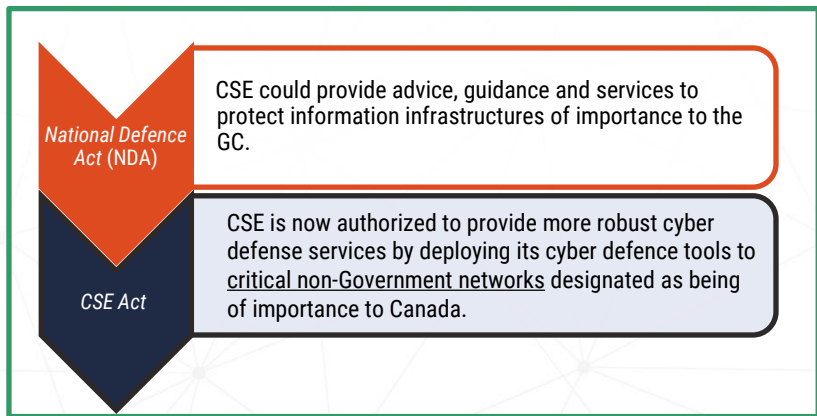 National Defence
Act (NDA)
CSE could provide advice, guidance and services to
protect information infrastructures of importance to the
GC.
CSE Act
CSE is now authorized to provide more robust cyber
defense services by deploying its cyber defence tools to
critical non-Government networks designated as being
of importance to Canada.